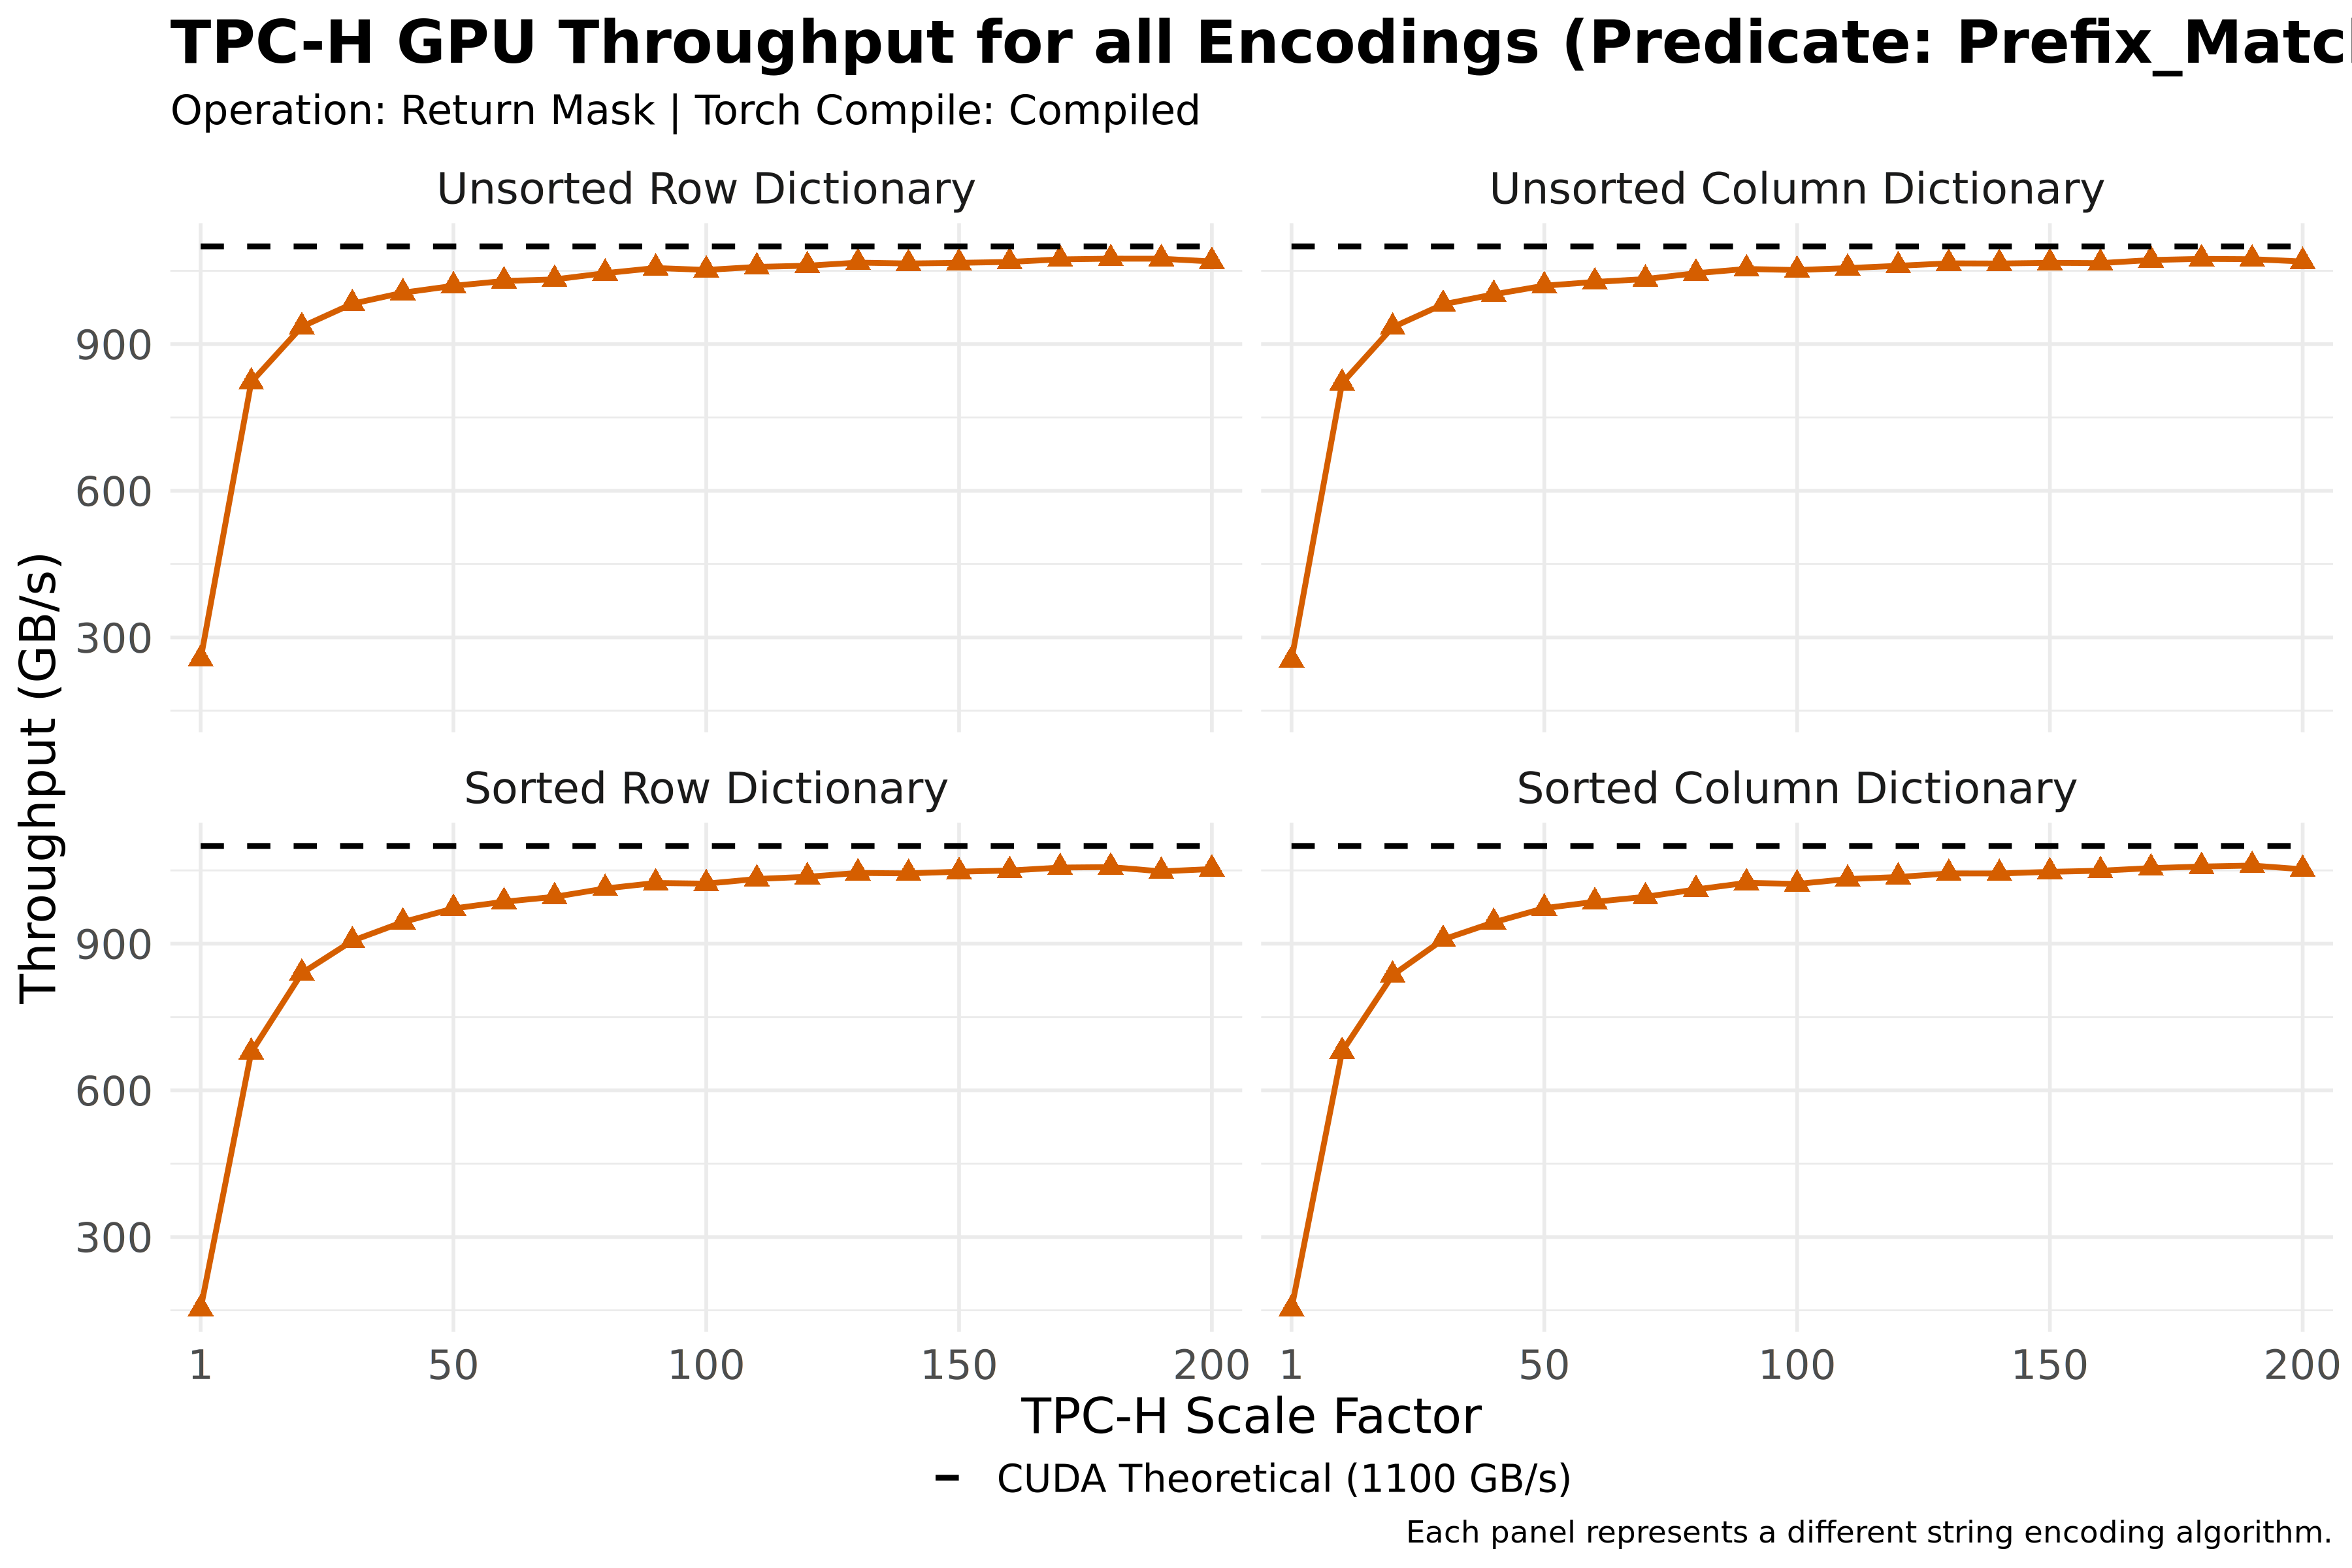 TPC-H GPU Throughput for all Encodings (Predicate: Prefix_Matc
Operation: Return Mask | Torch Compile: Compiled
Unsorted Row Dictionary
Unsorted Column Dictionary
900
600
300
Sorted Row Dictionary
Sorted Column Dictionary
900
600
300
Throughput (GB/s)
1 50 100 150 200 1 50 100 150 200
TPC-H Scale Factor
CUDA Theoretical (1100 GB/s)
Each panel represents a different string encoding algorithm.